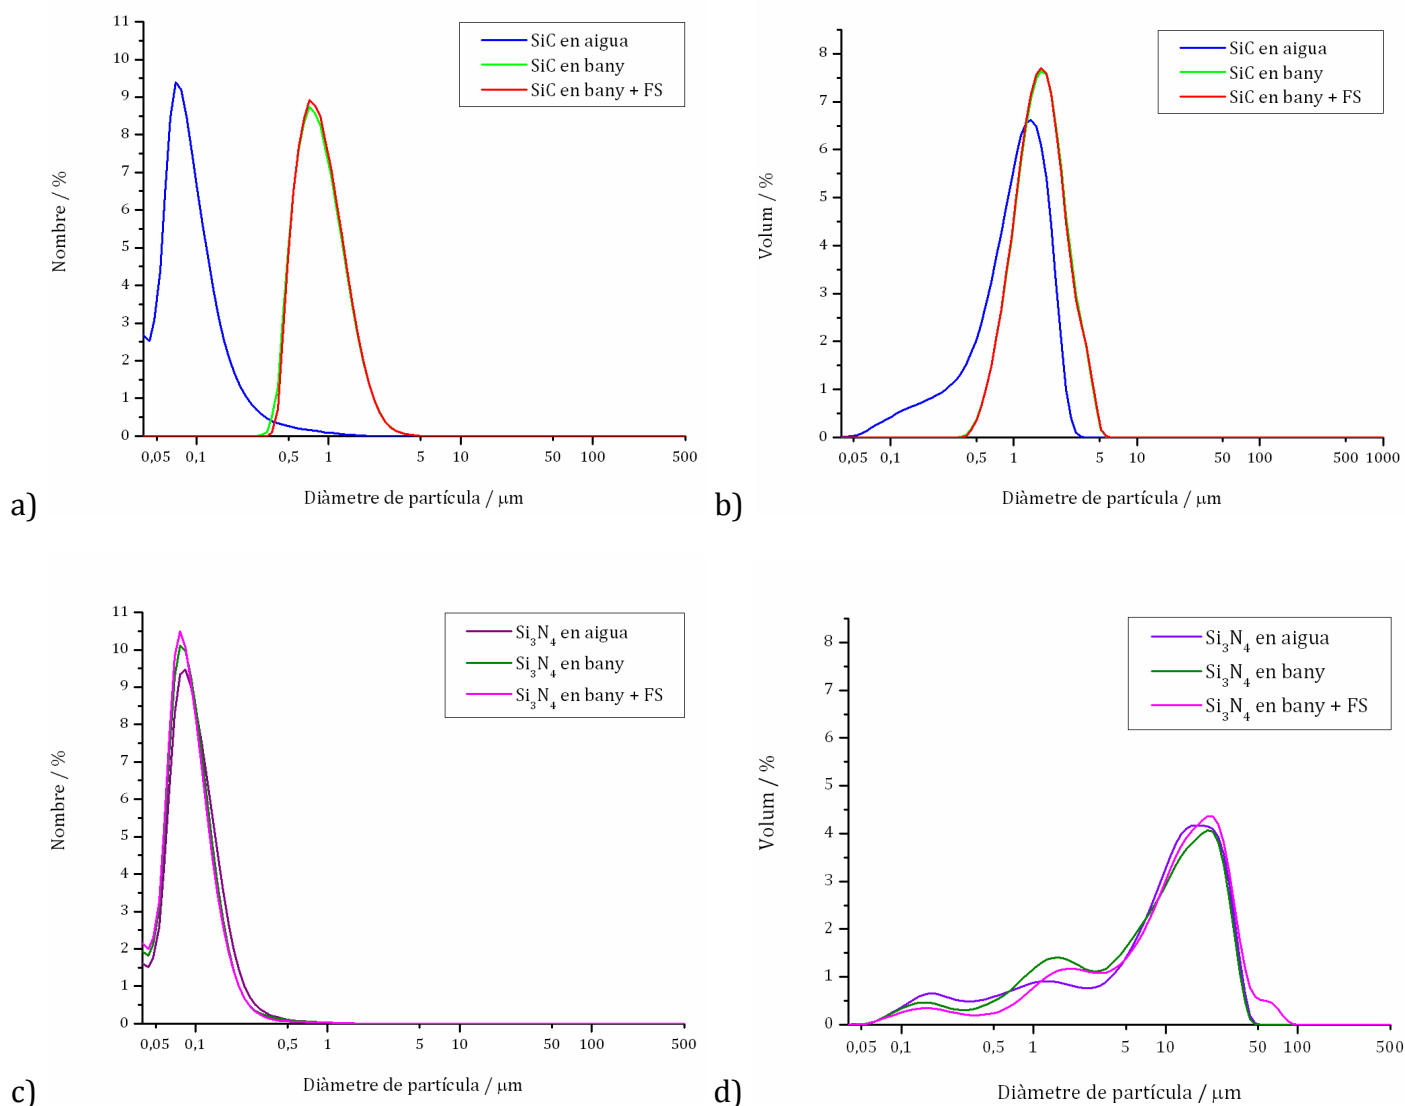 11
10
9
8
7
6
5
4
3
2
1
0
Nombre / %
SiC en aigua
SiC en bany
SiC en bany + FS
0,05 0,1 0,5 1 5 10 50 100 500
Diàmetre de partícula / μm
a)
8
7
6
5
4
3
2
1
0
Volum / %
SiC en aigua
SiC en bany
SiC en bany + FS
0,05 0,1 0,5 1 5 10 50 100 500 1000
Diàmetre de partícula / μm
b)
11
10
9
8
7
6
5
4
3
2
1
0
Nombre / %
Si₃N₄ en aigua
Si₃N₄ en bany
Si₃N₄ en bany + FS
0,05 0,1 0,5 1 5 10 50 100 500
Diàmetre de partícula / μm
c)
8
7
6
5
4
3
2
1
0
Volum / %
Si₃N₄ en aigua
Si₃N₄ en bany
Si₃N₄ en bany + FS
0,05 0,1 0,5 1 5 10 50 100 500
Diàmetre de partícula / μm
d)